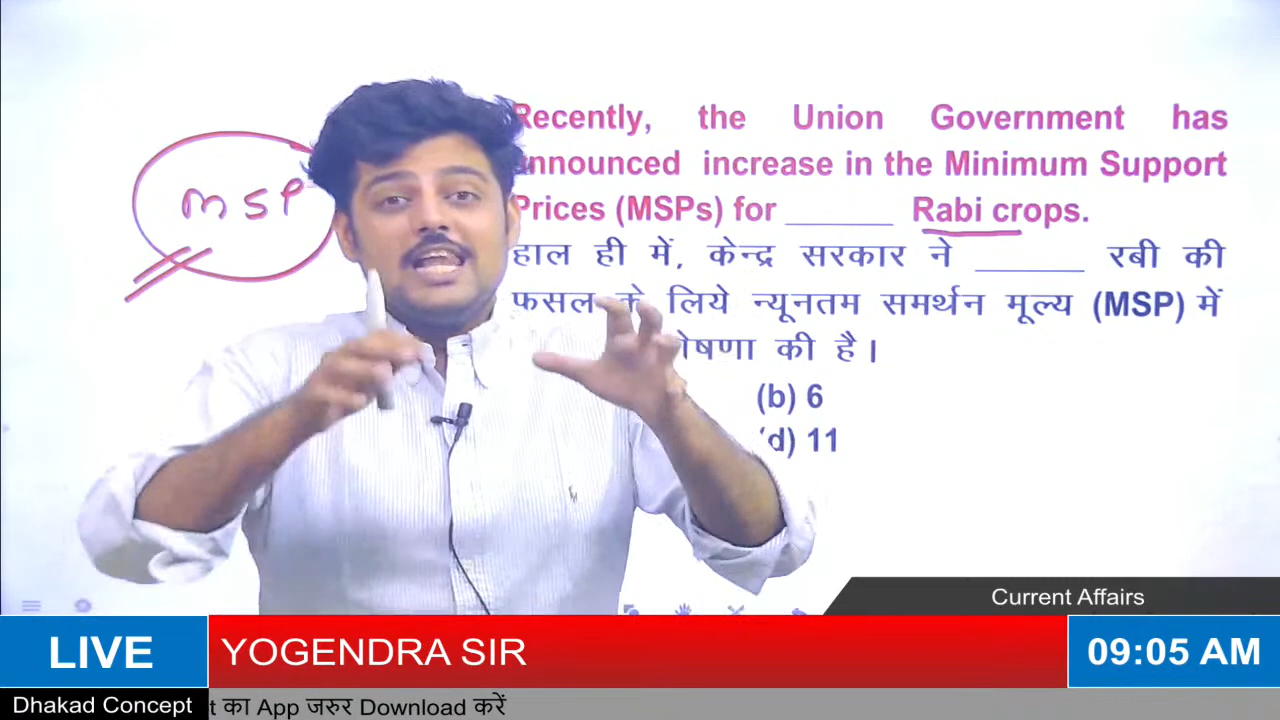 MSP
Recently, the Union Government has
announced increase in the Minimum Support
Prices (MSPs) for ______ Rabi crops.
हाल ही में, केन्द्र सरकार ने ______ रबी की
फसल के लिये न्यूनतम समर्थन मूल्य (MSP) में
की है।
(b) 6
(d) 11
Current Affairs
LIVE YOGENDRA SIR 09:05 AM
Dhakad Concept का App जरुर Download करें